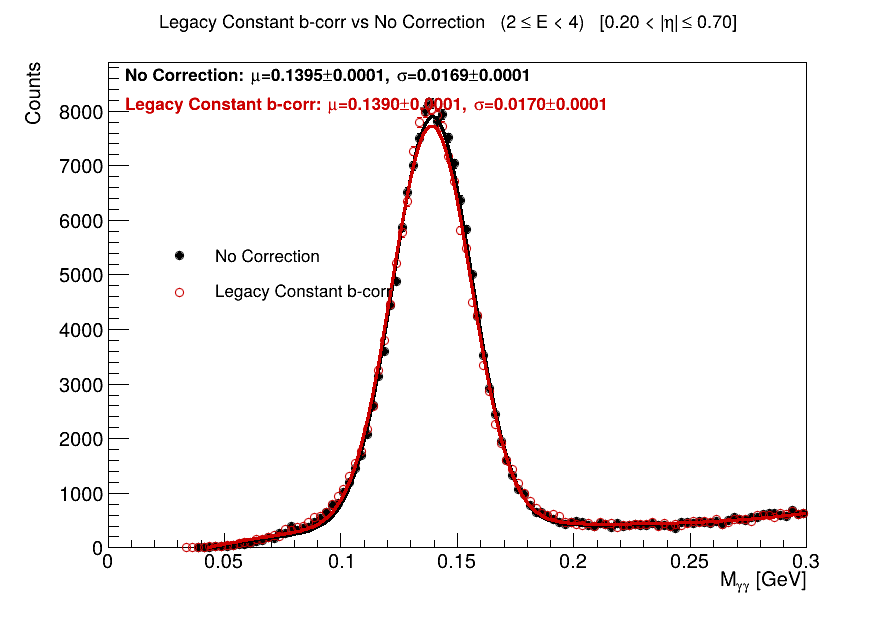 Legacy Constant b-corr vs No Correction (2 ≤ E < 4) [0.20 < |η| ≤ 0.70]
Counts
No Correction: μ=0.1395±0.0001, σ=0.0169±0.0001
Legacy Constant b-corr: μ=0.1390±0.0001, σ=0.0170±0.0001
8000
7000
6000
5000
4000
3000
2000
1000
0
No Correction
Legacy Constant b-corr
0 0.05 0.1 0.15 0.2 0.25 0.3
Mγγ [GeV]